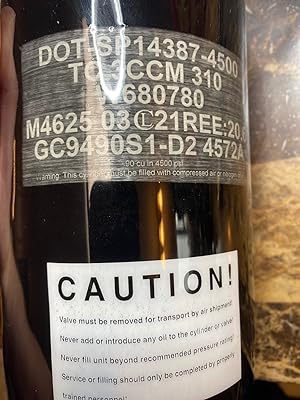 DOT-SP14387-4500
TC-3CCM 310
680780
M4625 03 21REE:20.
GC9490S1-D2 4572A
90 cu in 4500 psi
Warning: This cylinder must be filled with compressed air or nitrogen
CAUTION!
Valve must be removed for transport by air shipment
Never add or introduce any oil to the cylinder or valve!
Never fill unit beyond recommended pressure rating!
Service or filling should only be completed by properly
trained personnel